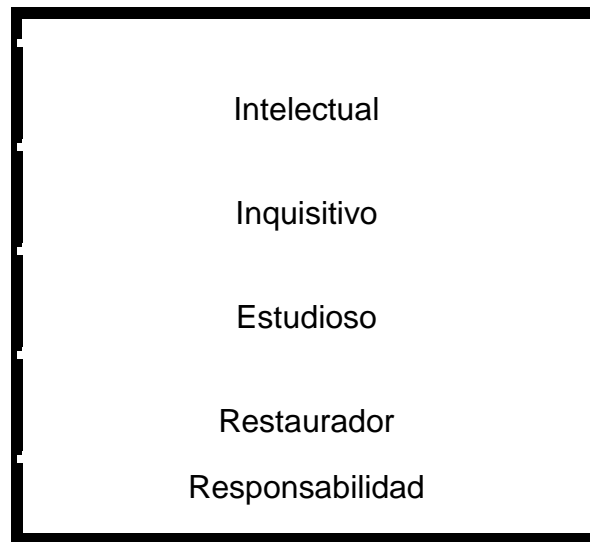 Intelectual
Inquisitivo
Estudioso
Restaurador
Responsabilidad